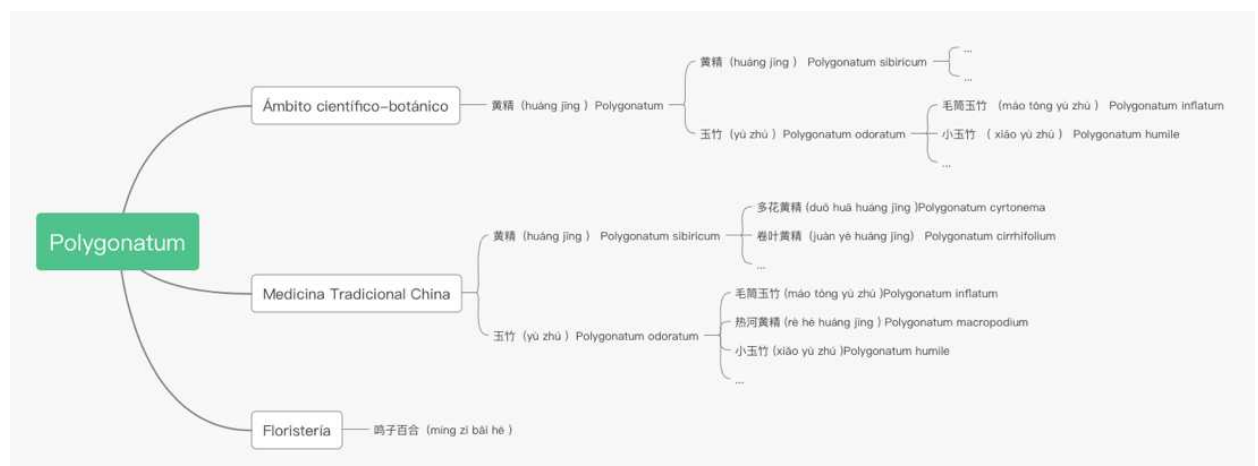 Polygonatum
Ámbito científico-botánico
黄精（huáng jīng ）Polygonatum
黄精（huáng jīng ） Polygonatum sibiricum
...
...
玉竹（yù zhú ）Polygonatum odoratum
毛筒玉竹 （máo tǒng yù zhú ） Polygonatum inflatum
小玉竹 （ xiǎo yù zhú ） Polygonatum humile
...
Medicina Tradicional China
黄精（huáng jīng ） Polygonatum sibiricum
多花黄精 (duō huā huáng jīng )Polygonatum cyrtonema
卷叶黄精（juàn yè huáng jīng） Polygonatum cirrhifolium
...
玉竹（yù zhú ）Polygonatum odoratum
毛筒玉竹 (máo tǒng yù zhú )Polygonatum inflatum
热河黄精 (rè hé huáng jīng ) Polygonatum macropodium
小玉竹 (xiǎo yù zhú )Polygonatum humile
...
Floristería
鸣子百合（míng zǐ bǎi hé ）